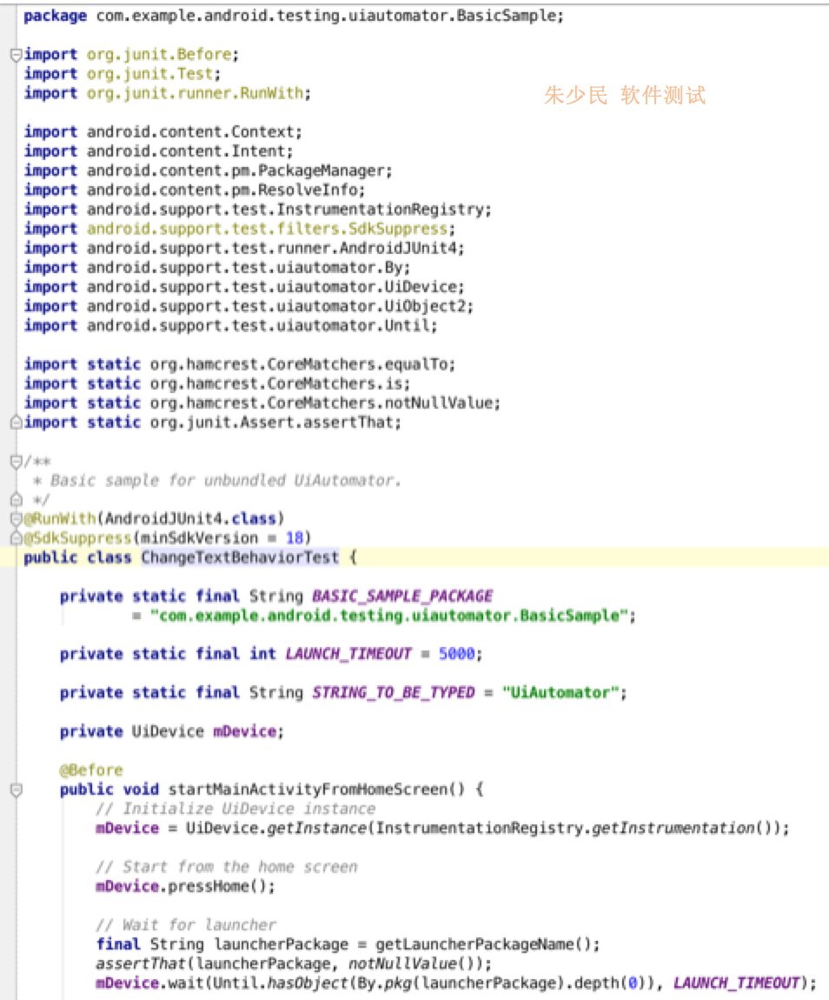 package com.example.android.testing.uiautomator.BasicSample;
import org.junit.Before;
import org.junit.Test;
import org.junit.runner.RunWith;
朱少民 软件测试
import android.content.Context;
import android.content.Intent;
import android.content.pm.PackageManager;
import android.content.pm.ResolveInfo;
import android.support.test.InstrumentationRegistry;
import android.support.test.filters.SdkSuppress;
import android.support.test.runner.AndroidJUnit4;
import android.support.test.uiautomator.By;
import android.support.test.uiautomator.UiDevice;
import android.support.test.uiautomator.UiObject2;
import android.support.test.uiautomator.Until;
import static org.hamcrest.CoreMatchers.equalTo;
import static org.hamcrest.CoreMatchers.is;
import static org.hamcrest.CoreMatchers.notNullValue;
import static org.junit.Assert.assertThat;
/**
 * Basic sample for unbundled UiAutomator.
 */
@RunWith(AndroidJUnit4.class)
@SdkSuppress(minSdkVersion = 18)
public class ChangeTextBehaviorTest {
    private static final String BASIC_SAMPLE_PACKAGE
            = "com.example.android.testing.uiautomator.BasicSample";
    private static final int LAUNCH_TIMEOUT = 5000;
    private static final String STRING_TO_BE_TYPED = "UiAutomator";
    private UiDevice mDevice;
    @Before
    public void startMainActivityFromHomeScreen() {
        // Initialize UiDevice instance
        mDevice = UiDevice.getInstance(InstrumentationRegistry.getInstrumentation());
        // Start from the home screen
        mDevice.pressHome();
        // Wait for launcher
        final String launcherPackage = getLauncherPackageName();
        assertThat(launcherPackage, notNullValue());
        mDevice.wait(Until.hasObject(By.pkg(launcherPackage).depth(0)), LAUNCH_TIMEOUT);